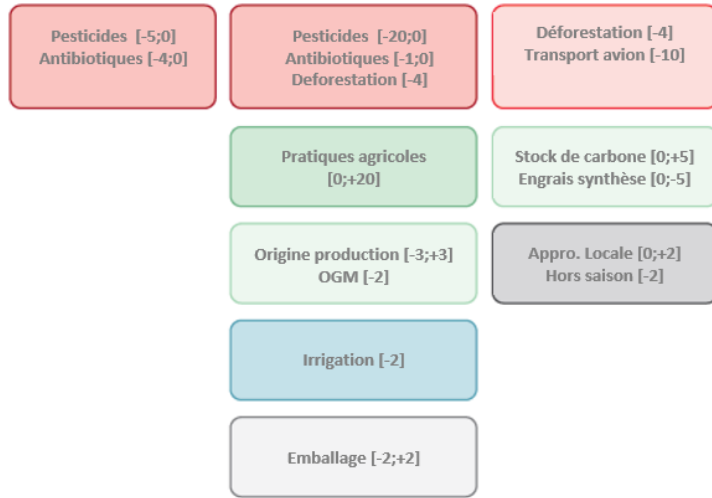 Pesticides [-5;0]
Antibiotiques [-4;0]
Pesticides [-20;0]
Antibiotiques [-1;0]
Deforestation [-4]
Déforestation [-4]
Transport avion [-10]
Pratiques agricoles
[0;+20]
Stock de carbone [0;+5]
Engrais synthèse [0;-5]
Origine production [-3;+3]
OGM [-2]
Appro. Locale [0;+2]
Hors saison [-2]
Irrigation [-2]
Emballage [-2;+2]